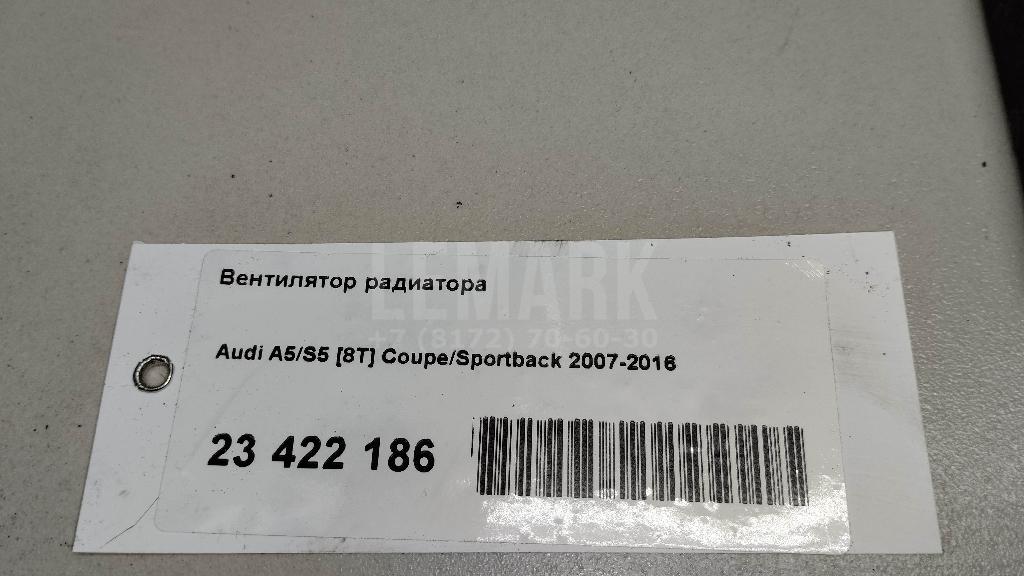 Вентилятор радиатора
LEMARK
+7 (8172) 70-60-30
Audi A5/S5 [8T] Coupe/Sportback 2007-2016
23 422 186